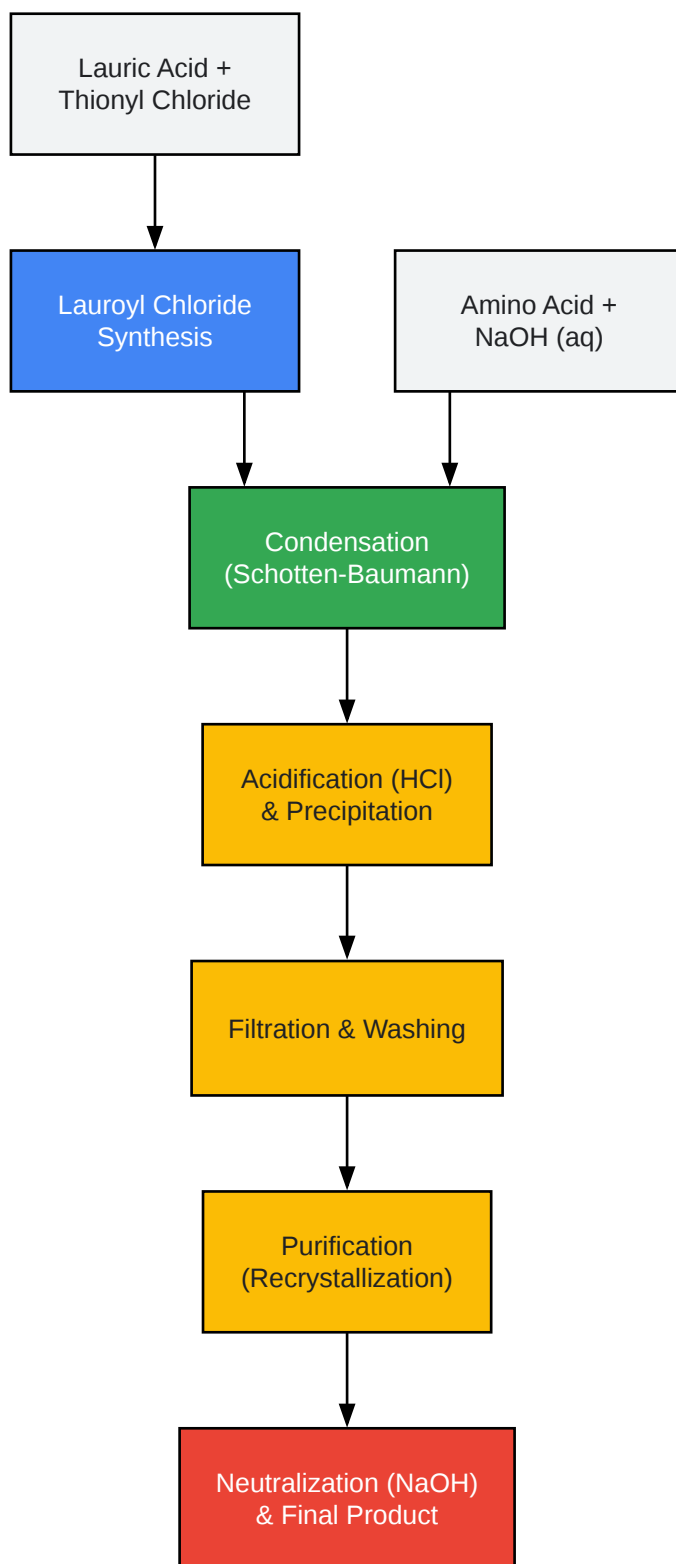 Lauric Acid +
Thionyl Chloride
Lauroyl Chloride
Synthesis
Amino Acid +
NaOH (aq)
Condensation
(Schotten-Baumann)
Acidification (HCl)
& Precipitation
Filtration & Washing
Purification
(Recrystallization)
Neutralization (NaOH)
& Final Product